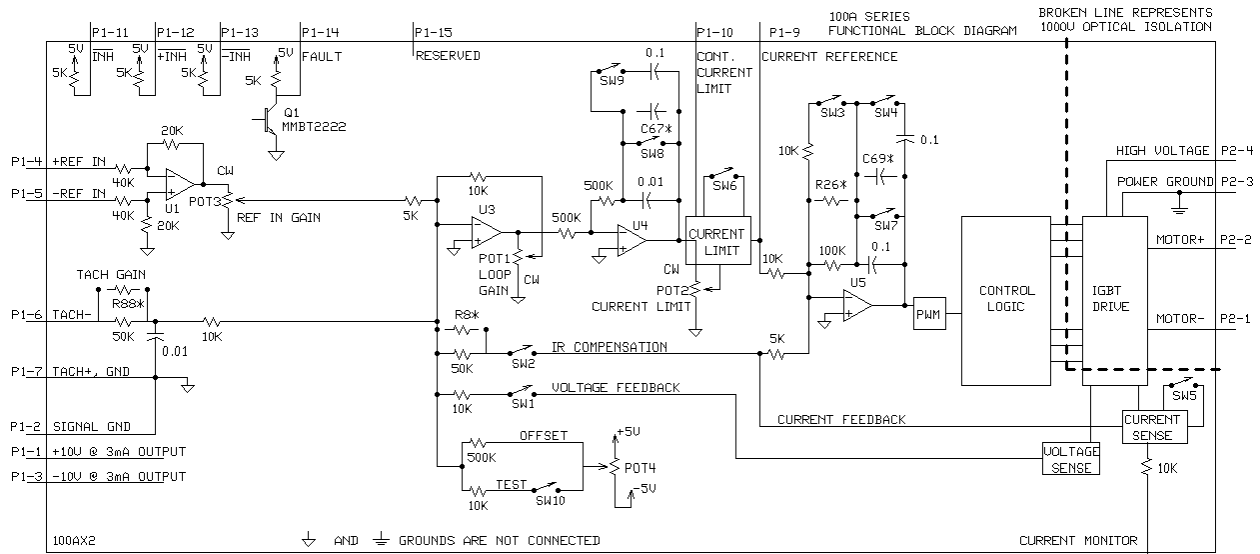 100A SERIES
FUNCTIONAL BLOCK DIAGRAM
BROKEN LINE REPRESENTS
1000V OPTICAL ISOLATION
P1-11
INH
5V
5K
P1-12
+INH
5V
5K
P1-13
-INH
5V
5K
P1-14
FAULT
5V
5K
Q1
MMBT2222
P1-15
RESERVED
P1-10
CONT.
CURRENT
LIMIT
P1-9
CURRENT REFERENCE
SW9
0.1
C67*
SW8
0.01
500K
SW3
SW4
0.1
10K
C69*
R26*
SW7
100K
0.1
U5
P1-4 +REF IN
40K
20K
U1
P1-5 -REF IN
40K
20K
CW
POT3
REF IN GAIN
5K
10K
U3
POT1
LOOP
GAIN
CW
500K
U4
SW6
CURRENT
LIMIT
CW
POT2
CURRENT LIMIT
10K
PWM
CONTROL
LOGIC
IGBT
DRIVE
HIGH VOLTAGE P2-4
POWER GROUND P2-3
MOTOR+ P2-2
MOTOR- P2-1
TACH GAIN
R88*
P1-6 TACH-
50K
10K
0.01
P1-7 TACH+, GND
R8*
50K
SW2
IR COMPENSATION
5K
10K
SW1
VOLTAGE FEEDBACK
CURRENT FEEDBACK
SW5
CURRENT
SENSE
VOLTAGE
SENSE
10K
P1-2 SIGNAL GND
P1-1 +10V @ 3mA OUTPUT
P1-3 -10V @ 3mA OUTPUT
OFFSET
500K
+5V
POT4
-5V
TEST
10K
SW10
100AX2
AND
GROUNDS ARE NOT CONNECTED
CURRENT MONITOR